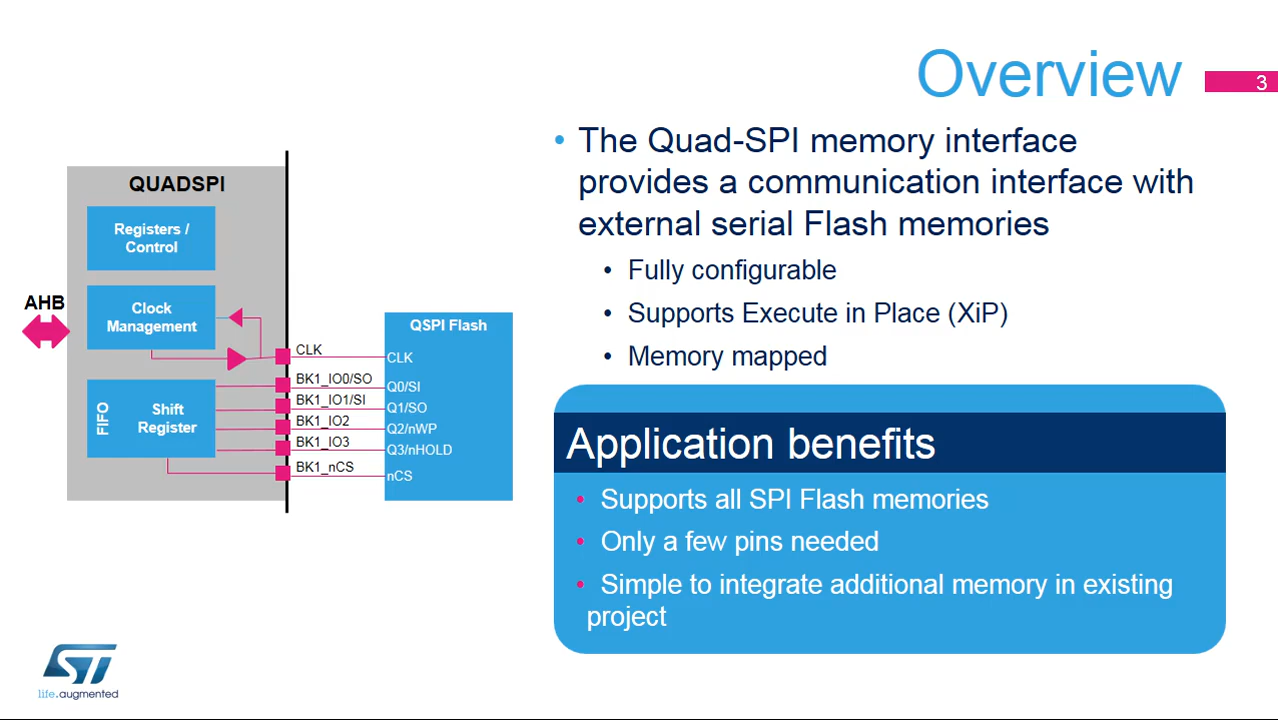 Overview
3
• The Quad-SPI memory interface
provides a communication interface with
external serial Flash memories
• Fully configurable
• Supports Execute in Place (XiP)
• Memory mapped
QUADSPI
Registers /
Control
AHB
Clock
Management
FIFO
Shift
Register
CLK
BK1_IO0/SO
BK1_IO1/SI
BK1_IO2
BK1_IO3
BK1_nCS
QSPI Flash
CLK
Q0/SI
Q1/SO
Q2/nWP
Q3/nHOLD
nCS
Application benefits
• Supports all SPI Flash memories
• Only a few pins needed
• Simple to integrate additional memory in existing
project
ST
life.augmented